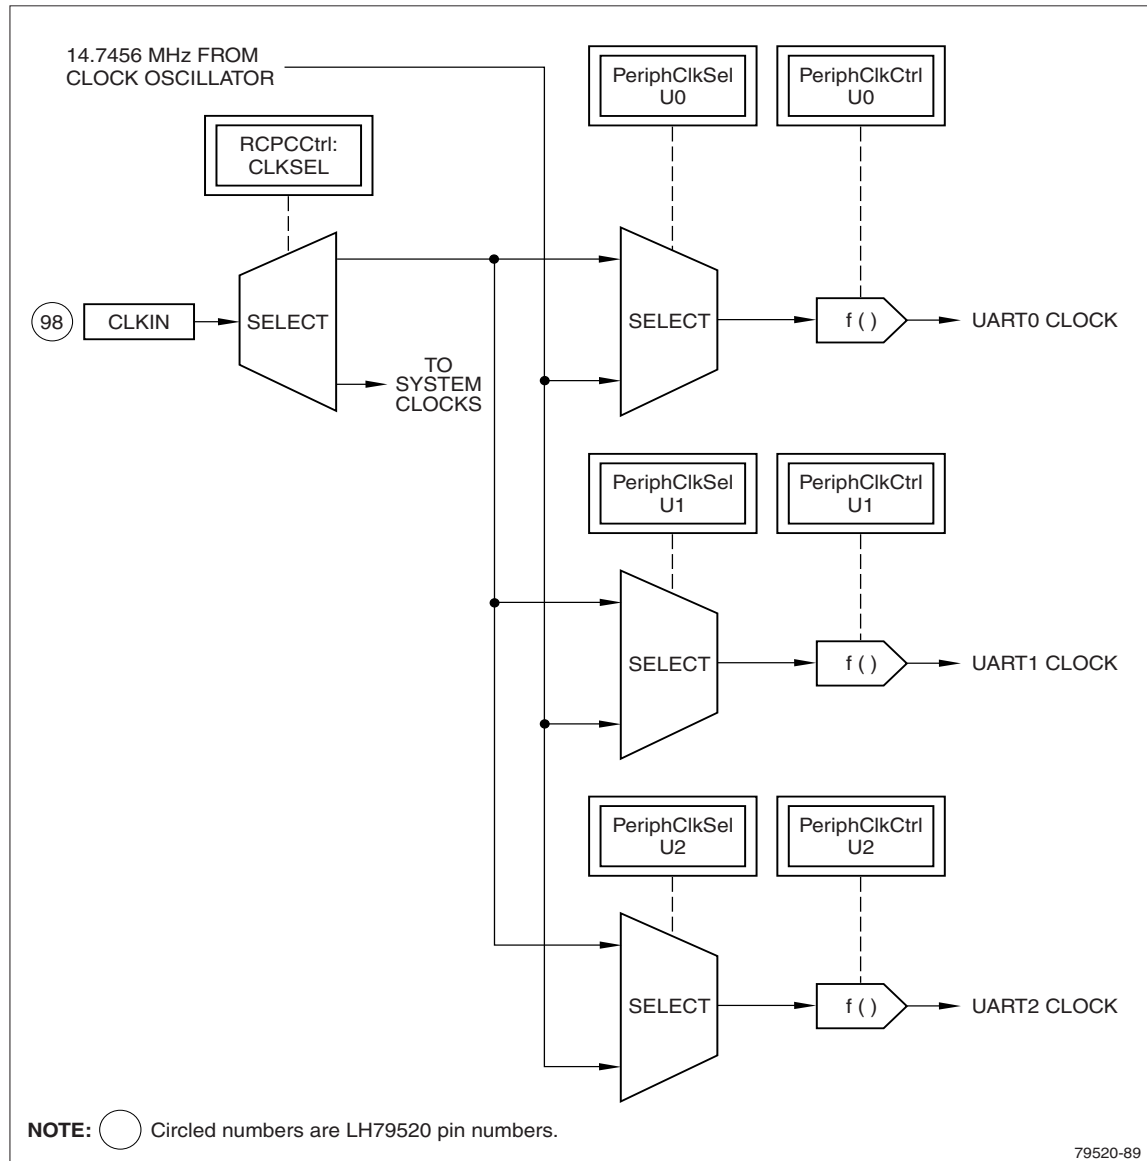 14.7456 MHz FROM
CLOCK OSCILLATOR
PeriphClkSel
U0
PeriphClkCtrl
U0
RCPCCtrl:
CLKSEL
98
CLKIN
SELECT
TO
SYSTEM
CLOCKS
SELECT
f ( )
UART0 CLOCK
PeriphClkSel
U1
PeriphClkCtrl
U1
SELECT
f ( )
UART1 CLOCK
PeriphClkSel
U2
PeriphClkCtrl
U2
SELECT
f ( )
UART2 CLOCK
NOTE: Circled numbers are LH79520 pin numbers.
79520-89